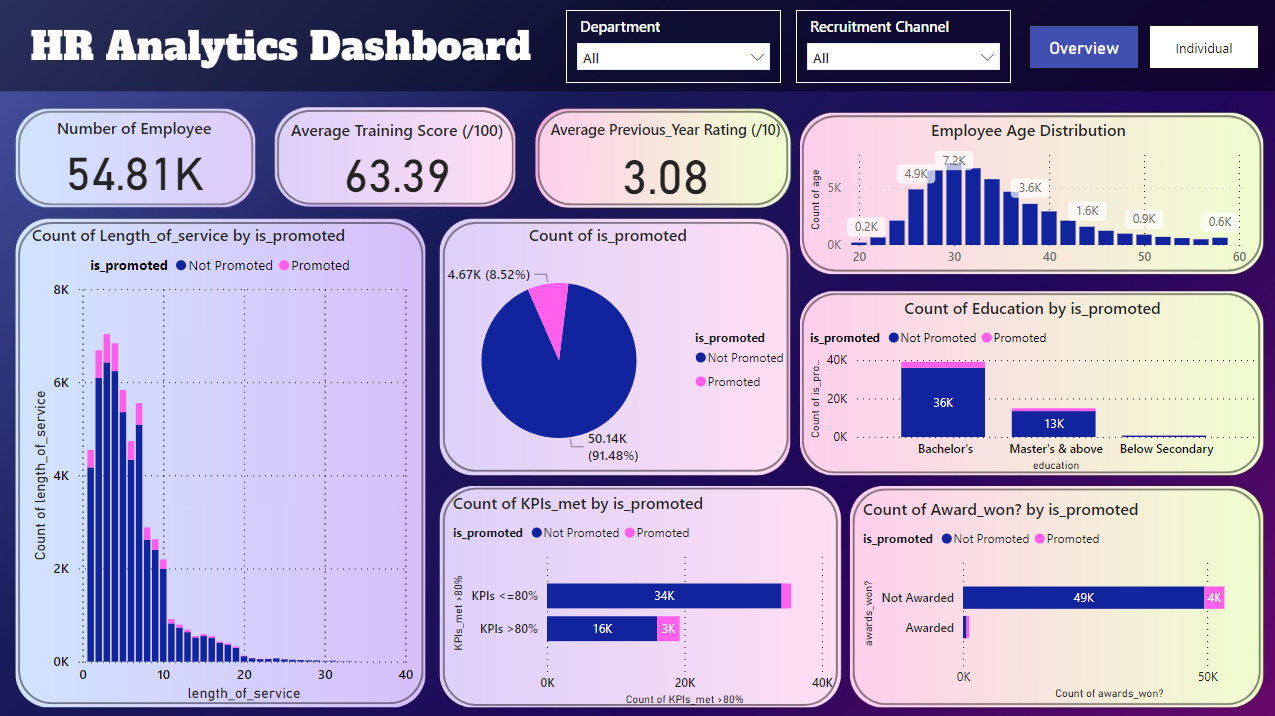 HR Analytics Dashboard
Department
All
Recruitment Channel
All
Overview
Individual
Number of Employee
54.81K
Average Training Score (/100)
63.39
Average Previous_Year Rating (/10)
3.08
Employee Age Distribution
Count of age
5K
0K
0.2K
4.9K
7.2K
3.6K
1.6K
0.9K
0.6K
20
30
40
50
60
Count of Length_of_service by is_promoted
is_promoted Not Promoted Promoted
Count of length_of_service
8K
6K
4K
2K
0K
0
10
20
30
40
length_of_service
Count of is_promoted
4.67K (8.52%)
50.14K
(91.48%)
is_promoted
Not Promoted
Promoted
Count of Education by is_promoted
is_promoted Not Promoted Promoted
Count of is_pro...
40K
20K
0K
36K
13K
Bachelor's
Master's & above
Below Secondary
education
Count of KPIs_met by is_promoted
is_promoted Not Promoted Promoted
KPIs_met >80%
KPIs <=80%
34K
KPIs >80%
16K
3K
0K
20K
40K
Count of KPIs_met >80%
Count of Award_won? by is_promoted
is_promoted Not Promoted Promoted
awards_won?
Not Awarded
49K
4K
Awarded
0K
50K
Count of awards_won?